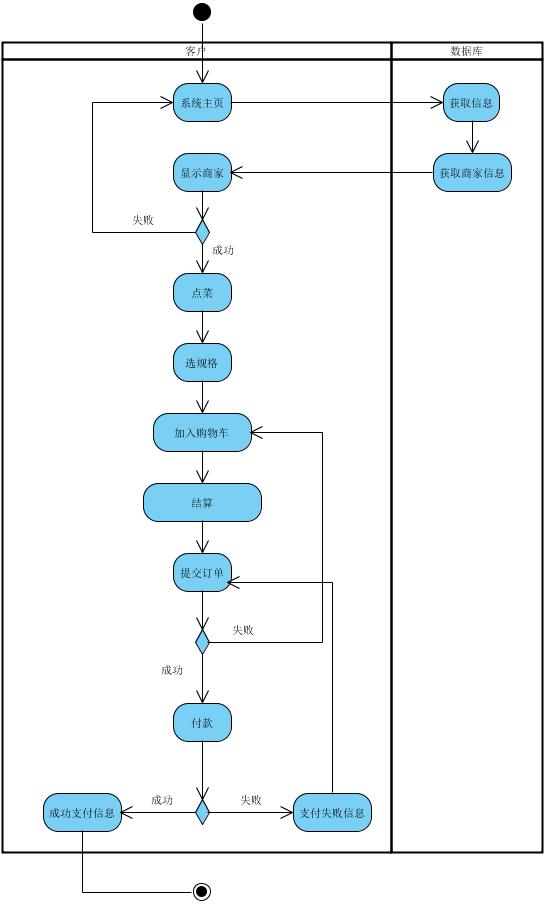 客户
数据库
系统主页
获取信息
显示商家
获取商家信息
失败
成功
点菜
选规格
加入购物车
结算
提交订单
失败
成功
付款
成功
失败
成功支付信息
支付失败信息